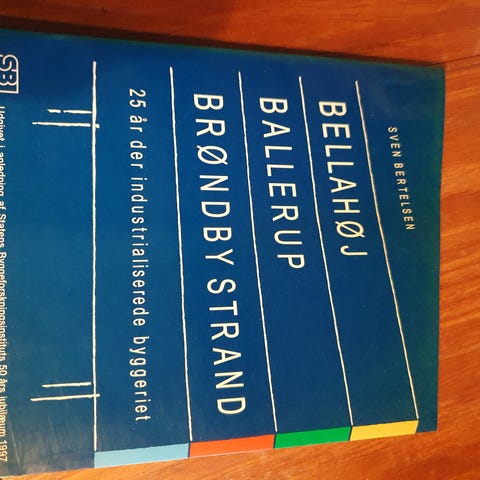 SVEN BERTELSEN
BELLAHØJ
BALLERUP
BRØNDBY STRAND
25 år der industrialiserede byggeriet
SBI
Udgivet i anledning af Statens Byggeforskningsinstituts 50 års jubilæum 1997